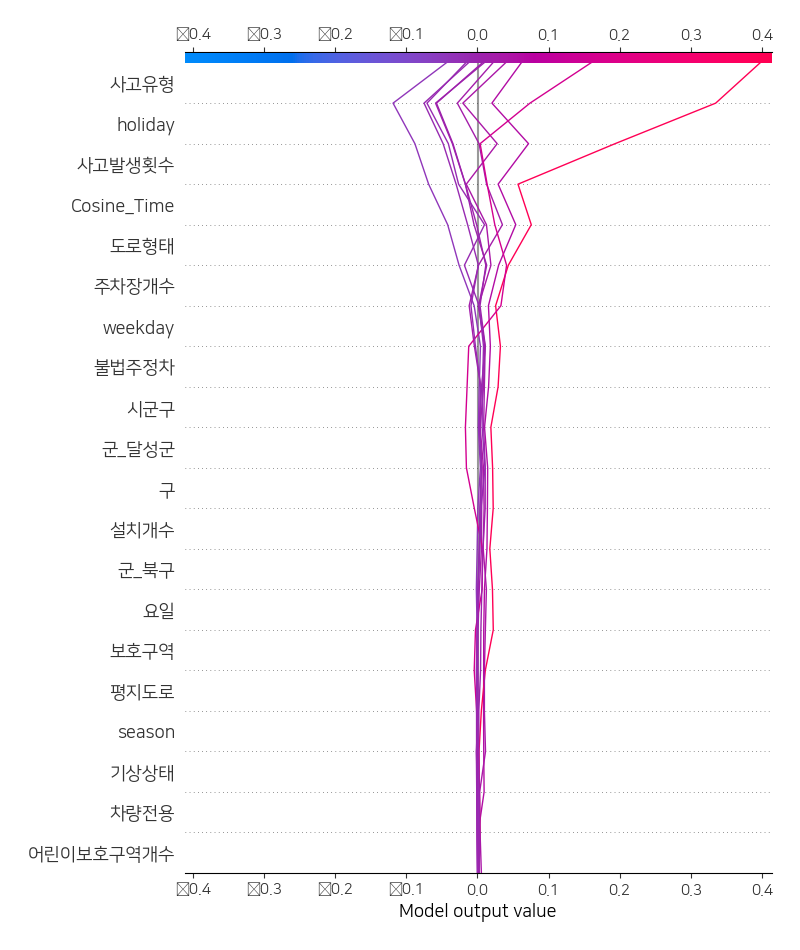 0.4 0.3 0.2 0.1 0.0 0.1 0.2 0.3 0.4
사고유형
holiday
사고발생횟수
Cosine_Time
도로형태
주차장개수
weekday
불법주정차
시군구
군_달성군
구
설치개수
군_북구
요일
보호구역
평지도로
season
기상상태
차량전용
어린이보호구역개수
0.4 0.3 0.2 0.1 0.0 0.1 0.2 0.3 0.4
Model output value